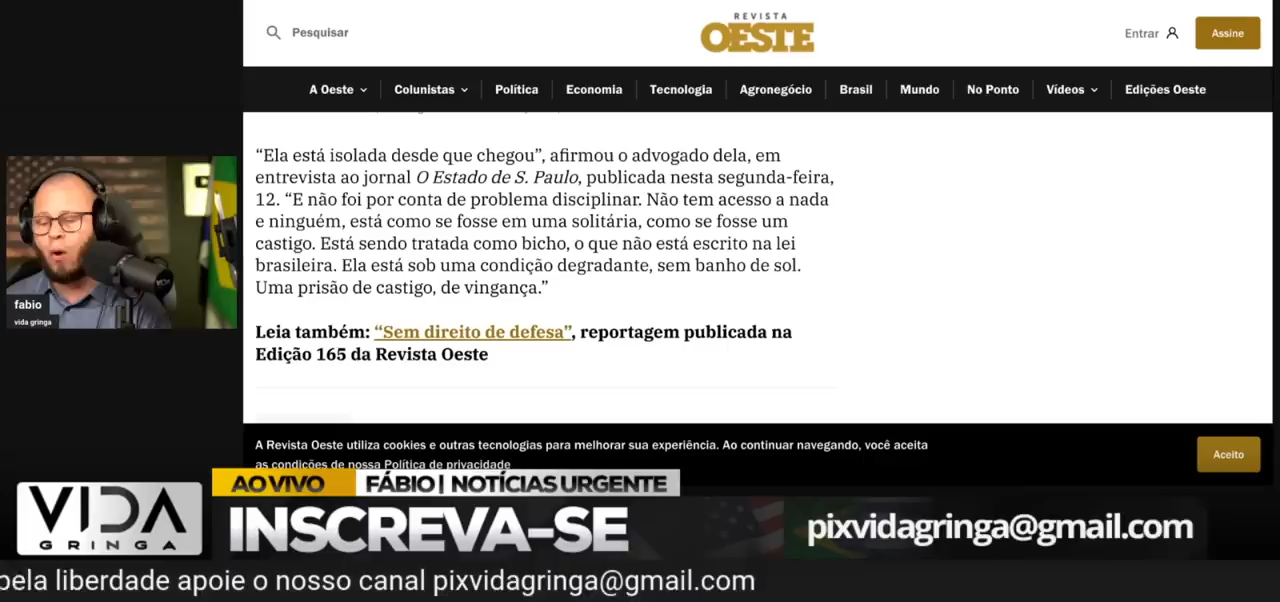 Pesquisar
REVISTA
OESTE
Entrar
Assine
A Oeste
Colunistas
Política
Economia
Tecnologia
Agronegócio
Brasil
Mundo
No Ponto
Vídeos
Edições Oeste
“Ela está isolada desde que chegou”, afirmou o advogado dela, em
entrevista ao jornal O Estado de S. Paulo, publicada nesta segunda-feira,
12. “E não foi por conta de problema disciplinar. Não tem acesso a nada
e ninguém, está como se fosse em uma solitária, como se fosse um
castigo. Está sendo tratada como bicho, o que não está escrito na lei
brasileira. Ela está sob uma condição degradante, sem banho de sol.
Uma prisão de castigo, de vingança.”
Leia também: “Sem direito de defesa”, reportagem publicada na
Edição 165 da Revista Oeste
fabio
vida gringa
A Revista Oeste utiliza cookies e outras tecnologias para melhorar sua experiência. Ao continuar navegando, você aceita
as condições de nossa Política de privacidade
Aceito
AO VIVO
FÁBIO | NOTÍCIAS URGENTE
VIDA
GRINGA
INSCREVA-SE
pixvidagringa@gmail.com
pela liberdade apoie o nosso canal pixvidagringa@gmail.com